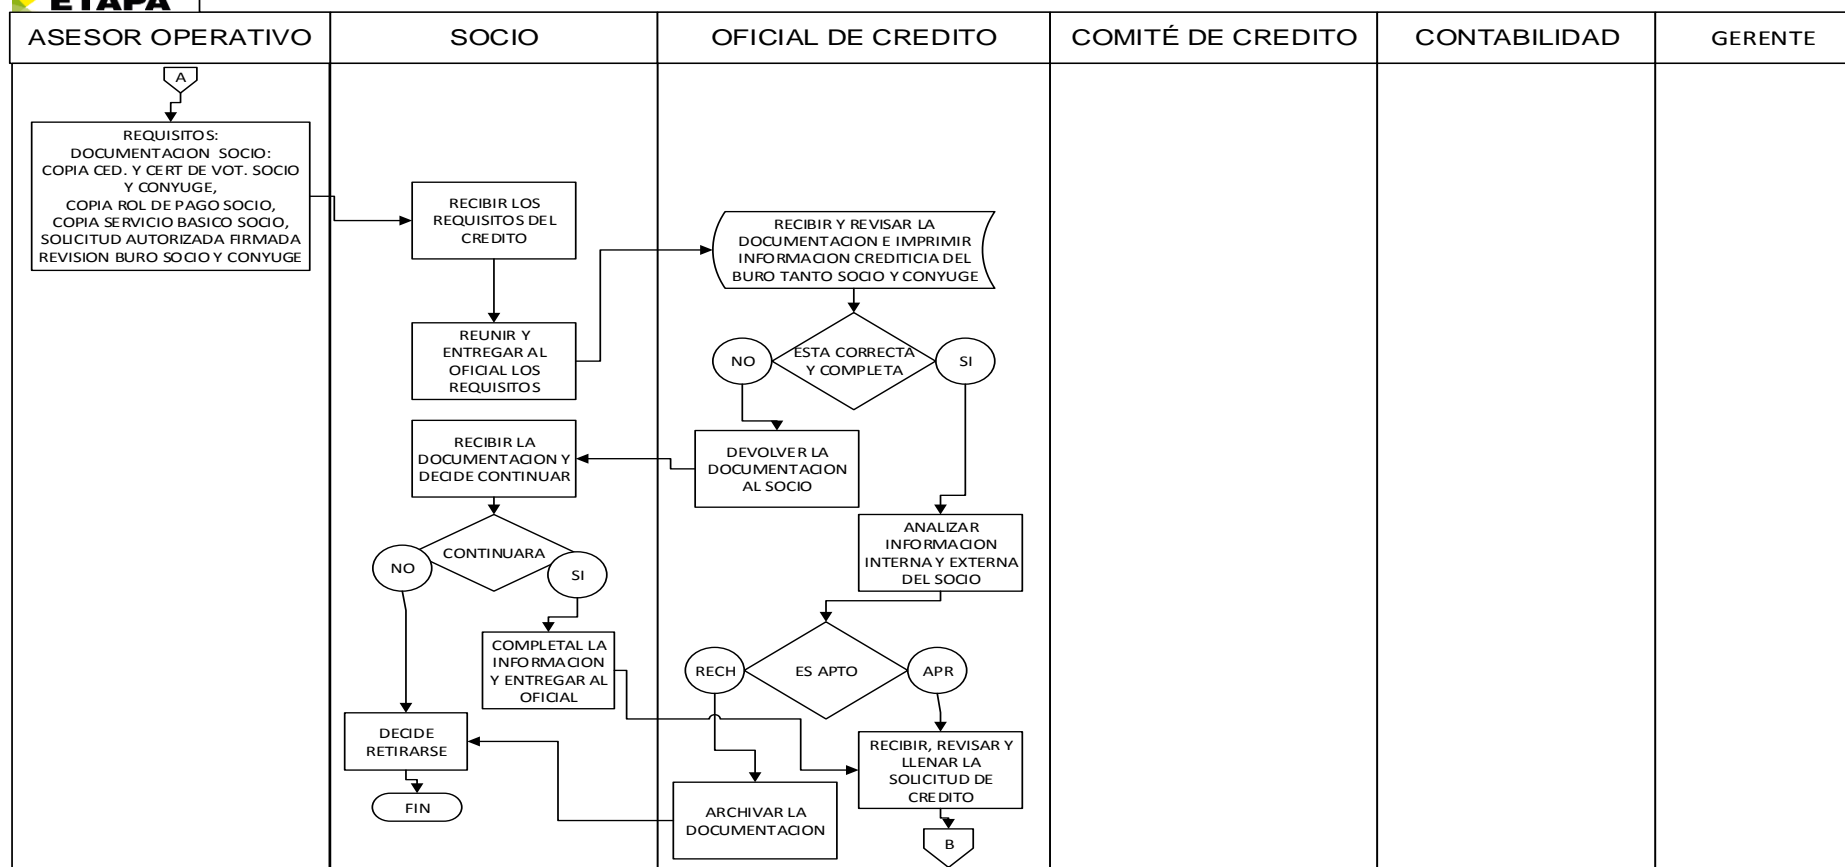 ETAPA
ASESOR OPERATIVO
SOCIO
OFICIAL DE CREDITO
COMITÉ DE CREDITO
CONTABILIDAD
GERENTE
A
REQUISITOS:
DOCUMENTACION SOCIO:
COPIA CED. Y CERT DE VOT. SOCIO
Y CONYUGE,
COPIA ROL DE PAGO SOCIO,
COPIA SERVICIO BASICO SOCIO,
SOLICITUD AUTORIZADA FIRMADA
REVISION BURO SOCIO Y CONYUGE
RECIBIR LOS
REQUISITOS DEL
CREDITO
REUNIR Y
ENTREGAR AL
OFICIAL LOS
REQUISITOS
RECIBIR Y REVISAR LA
DOCUMENTACION E IMPRIMIR
INFORMACION CREDITICIA DEL
BURO TANTO SOCIO Y CONYUGE
NO
ESTA CORRECTA
Y COMPLETA
SI
DEVOLVER LA
DOCUMENTACION
AL SOCIO
RECIBIR LA
DOCUMENTACION Y
DECIDE CONTINUAR
CONTINUARA
NO
SI
COMPLETAL LA
INFORMACION
Y ENTREGAR AL
OFICIAL
ANALIZAR
INFORMACION
INTERNA Y EXTERNA
DEL SOCIO
RECH
ES APTO
APR
DECIDE
RETIRARSE
FIN
RECIBIR, REVISAR Y
LLENAR LA
SOLICITUD DE
CREDITO
ARCHIVAR LA
DOCUMENTACION
B